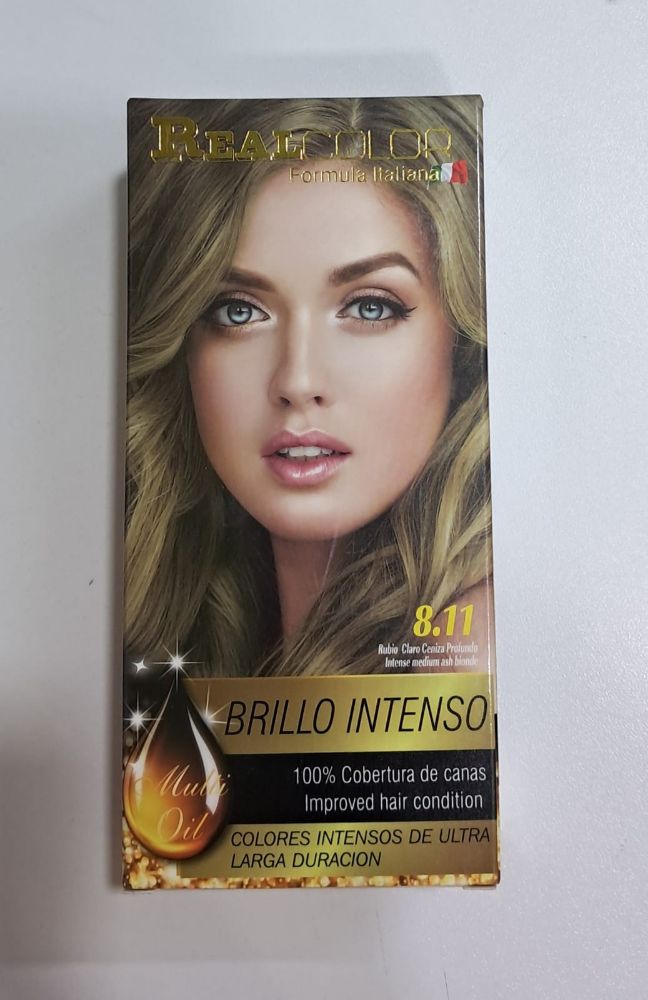 REALCOLOR
Formula Italiana
8.11
Rubio Claro Ceniza Profundo
Intense medium ash blonde
BRILLO INTENSO
Multi
Oil
100% Cobertura de canas
Improved hair condition
COLORES INTENSOS DE ULTRA
LARGA DURACION